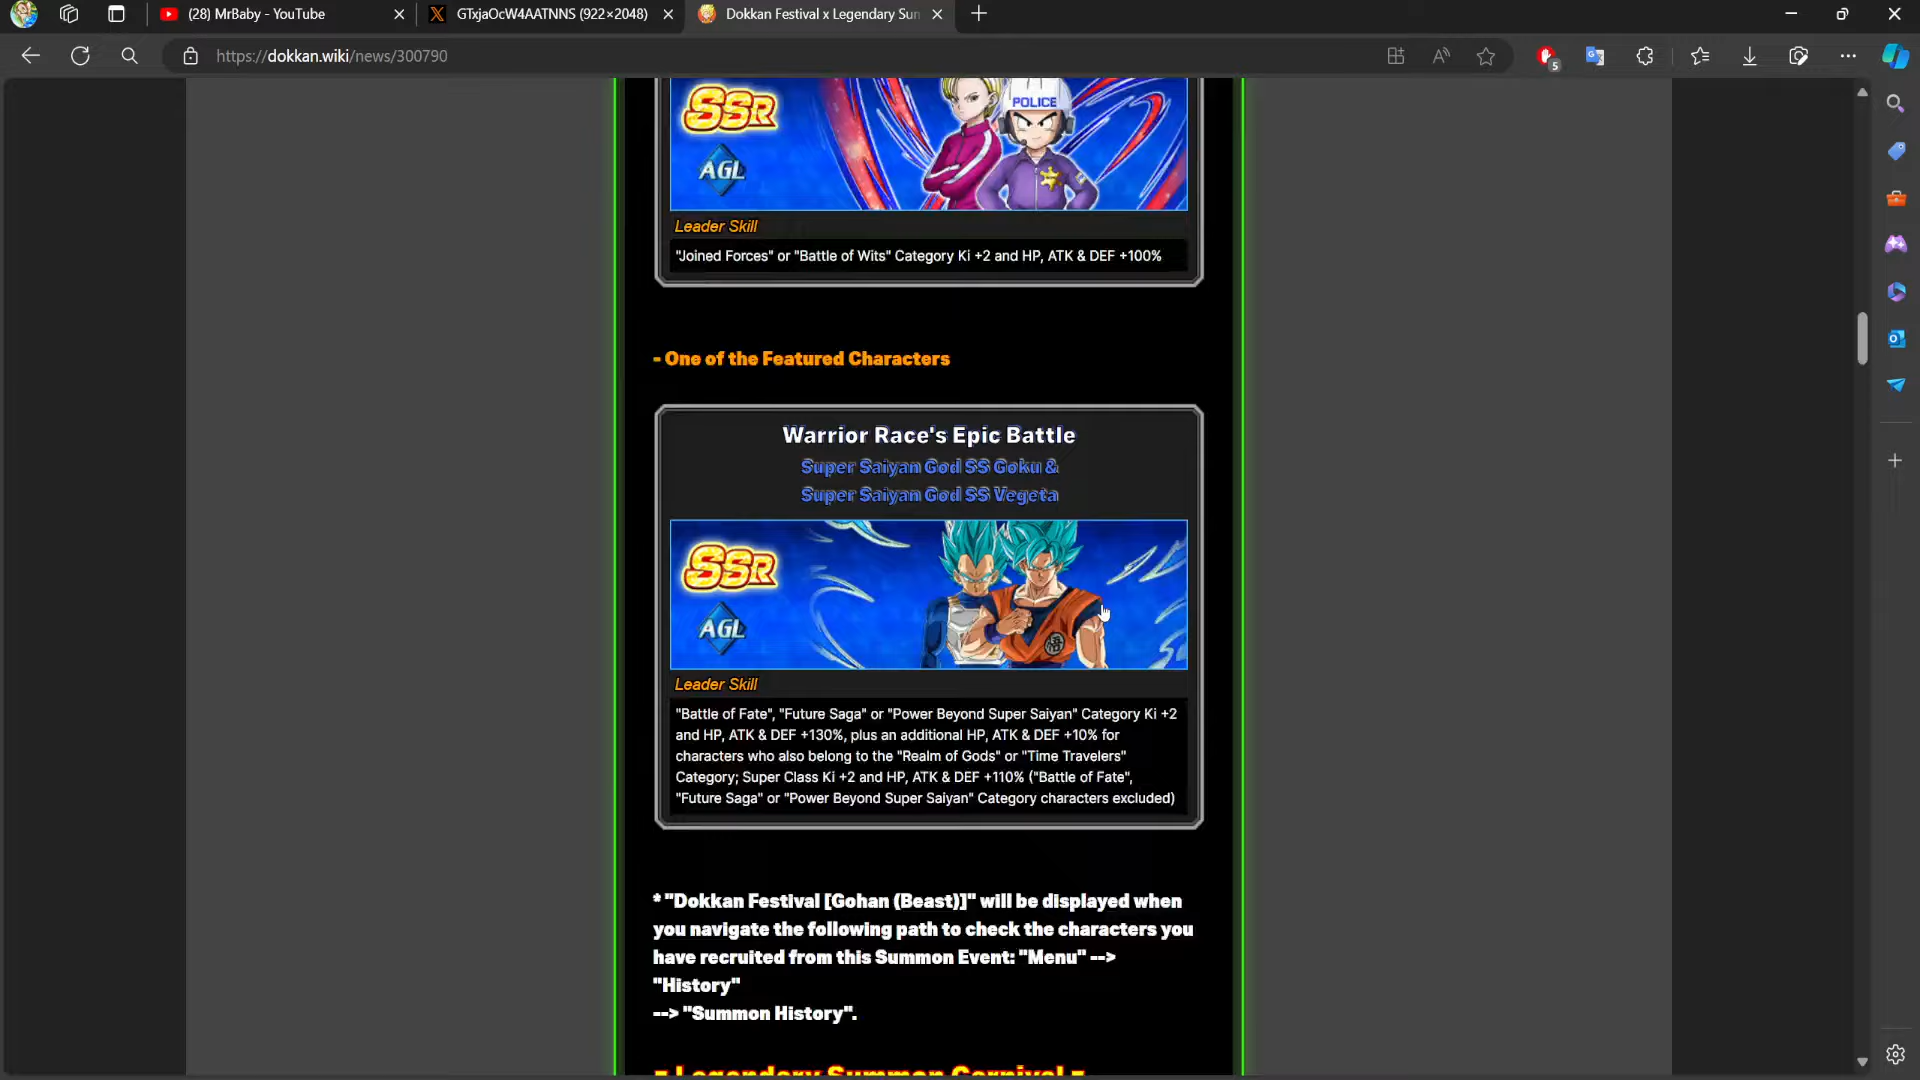 (28) MrBaby - YouTube
GTxjaOcW4AATNNS (922×2048)
Dokkan Festival x Legendary Sun
https://dokkan.wiki/news/300790
5
POLICE
SSR
AGL
Leader Skill
"Joined Forces" or "Battle of Wits" Category Ki +2 and HP, ATK & DEF +100%
- One of the Featured Characters
Warrior Race's Epic Battle
Super Saiyan God SS Goku &
Super Saiyan God SS Vegeta
SSR
AGL
Leader Skill
"Battle of Fate", "Future Saga" or "Power Beyond Super Saiyan" Category Ki +2
and HP, ATK & DEF +130%, plus an additional HP, ATK & DEF +10% for
characters who also belong to the "Realm of Gods" or "Time Travelers"
Category; Super Class Ki +2 and HP, ATK & DEF +110% ("Battle of Fate",
"Future Saga" or "Power Beyond Super Saiyan" Category characters excluded)
* "Dokkan Festival [Gohan (Beast)]" will be displayed when
you navigate the following path to check the characters you
have recruited from this Summon Event: "Menu" -->
"History"
--> "Summon History".
Legendary Summon Carnival